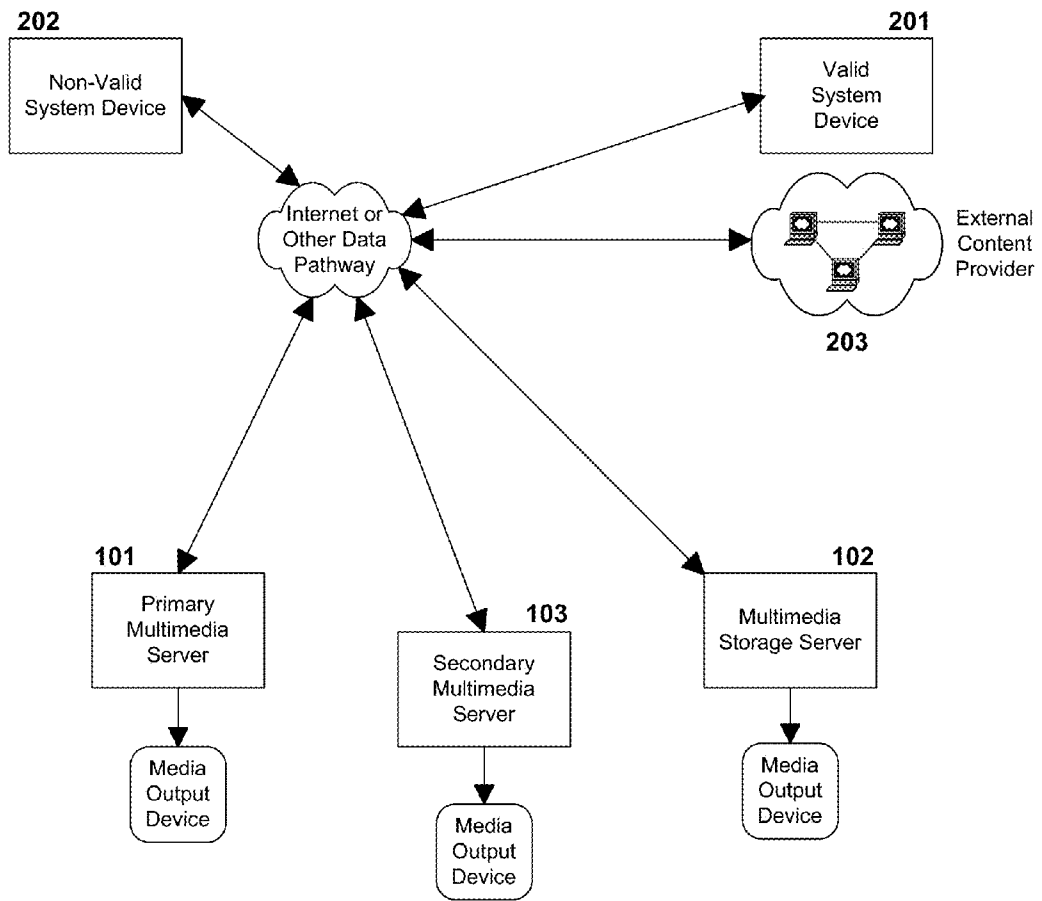 202
Non-Valid
System Device
201
Valid
System
Device
Internet or
Other Data
Pathway
External
Content
Provider
203
101
Primary
Multimedia
Server
103
Secondary
Multimedia
Server
102
Multimedia
Storage Server
Media
Output
Device
Media
Output
Device
Media
Output
Device